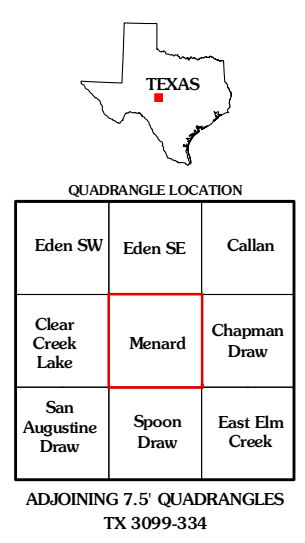 TEXAS
QUADRANGLE LOCATION
Eden SW
Eden SE
Callan
Clear
Creek
Lake
Menard
Chapman
Draw
San
Augustine
Draw
Spoon
Draw
East Elm
Creek
ADJOINING 7.5' QUADRANGLES
TX 3099-334